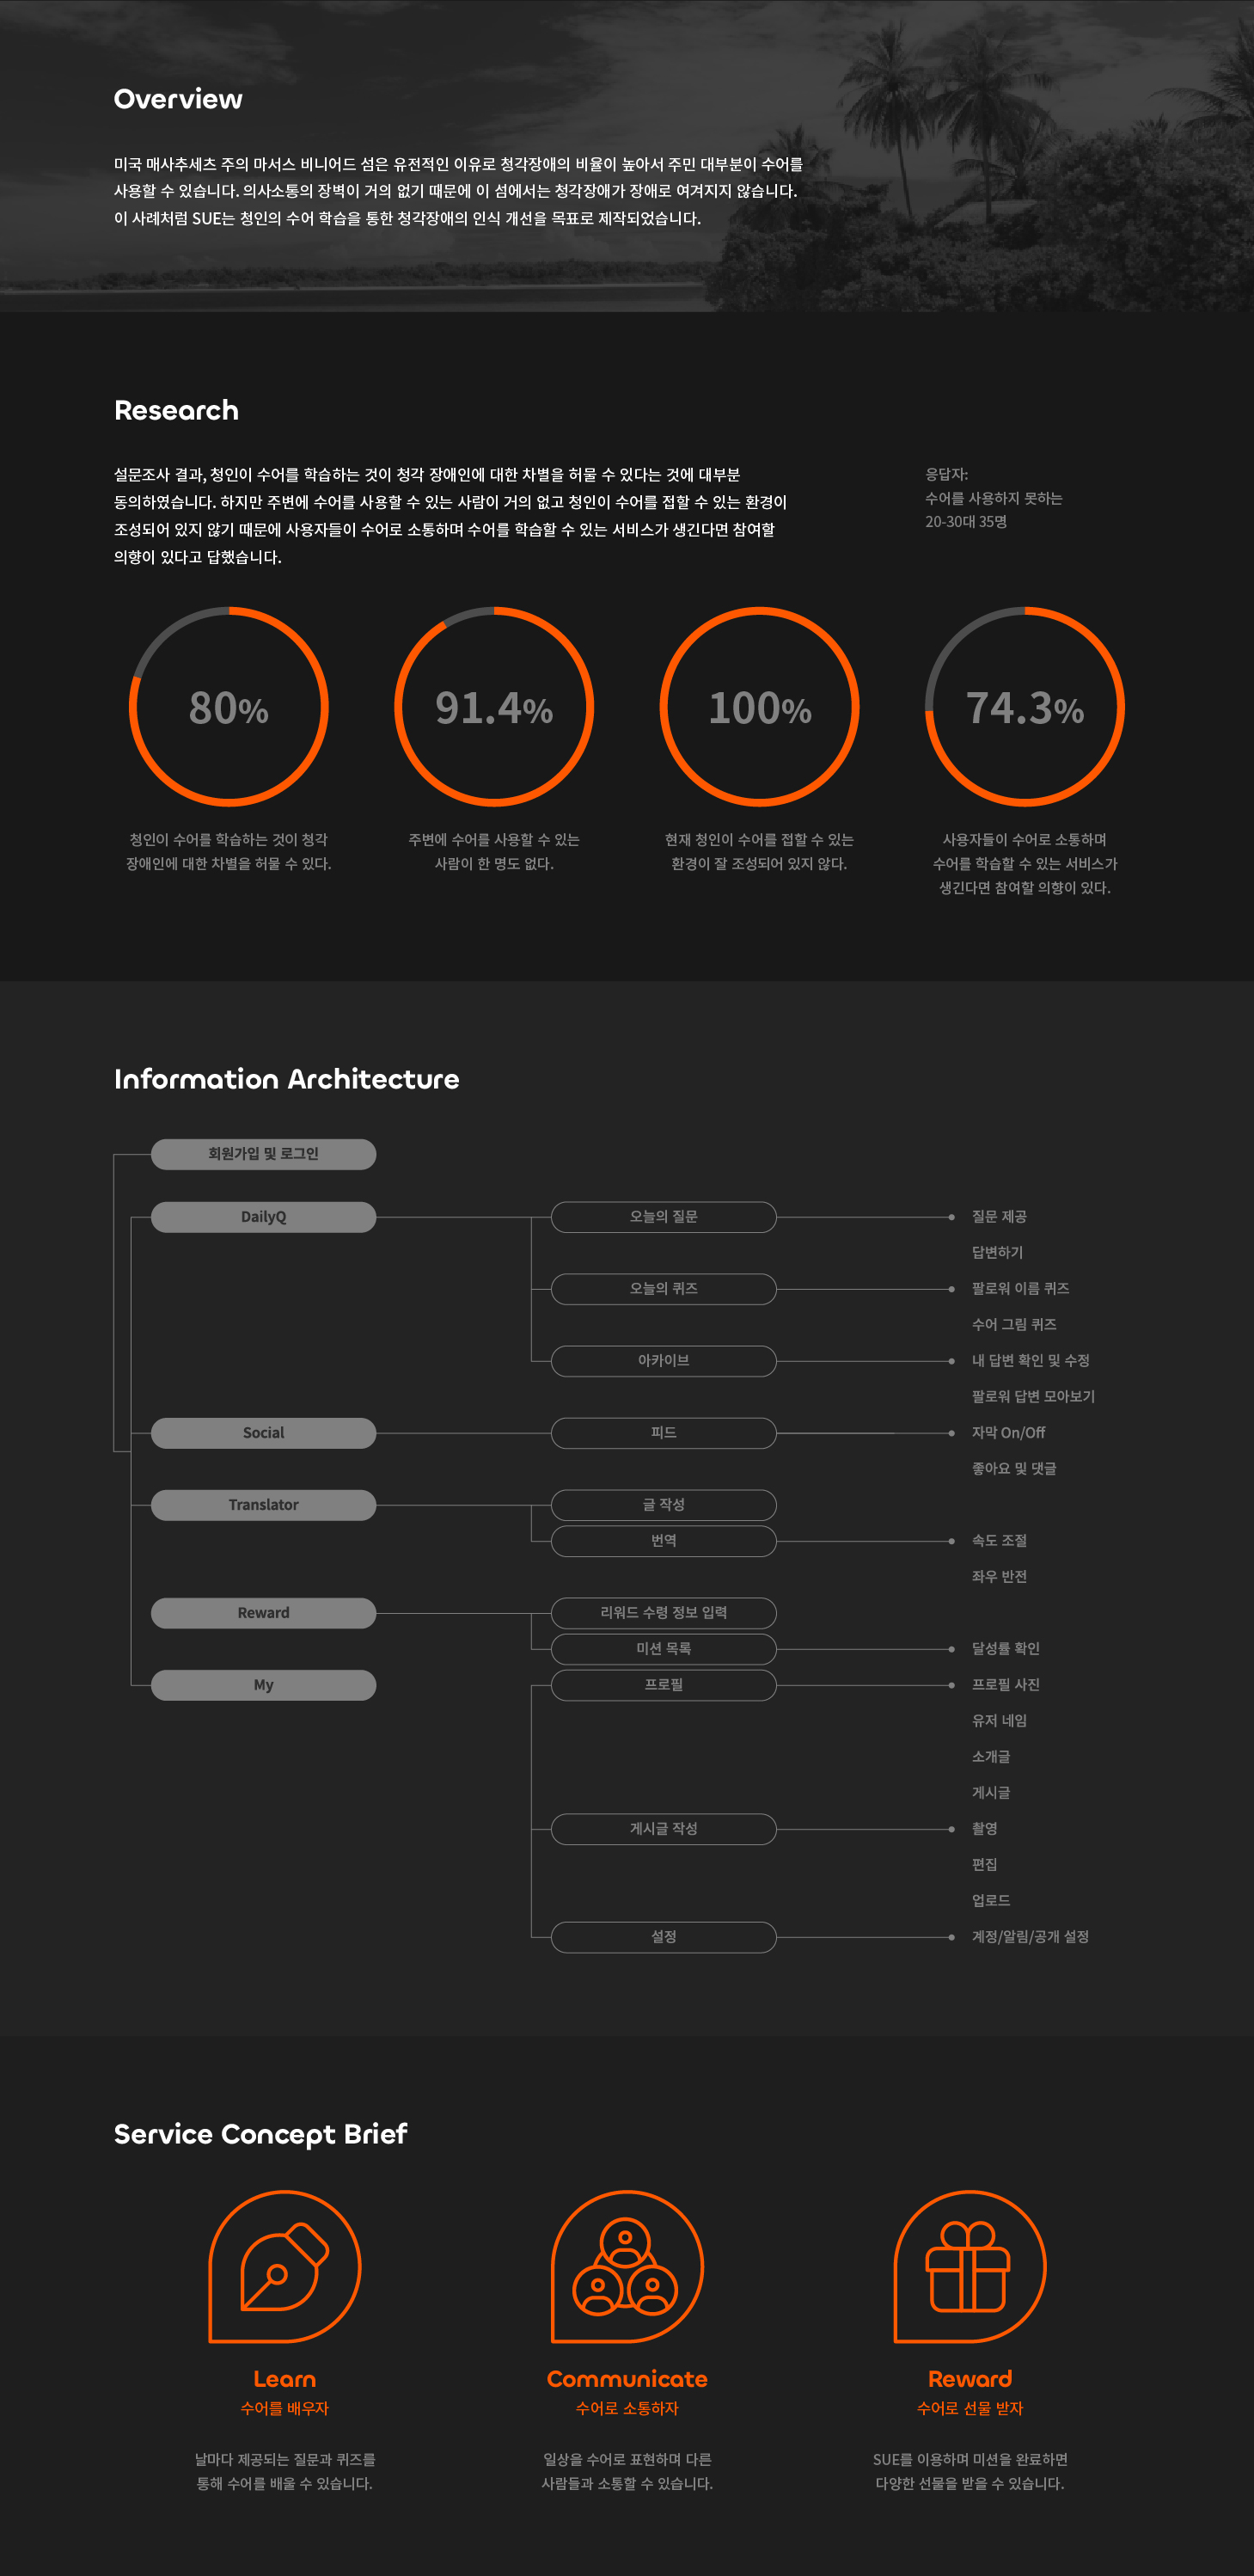 Overview
미국 매사추세츠 주의 마서스 비니어드 섬은 유전적인 이유로 청각장애의 비율이 높아서 주민 대부분이 수어를
사용할 수 있습니다. 의사소통의 장벽이 거의 없기 때문에 이 섬에서는 청각장애가 장애로 여겨지지 않습니다.
이 사례처럼 SUE는 청인의 수어 학습을 통한 청각장애의 인식 개선을 목표로 제작되었습니다.
Research
설문조사 결과, 청인이 수어를 학습하는 것이 청각 장애인에 대한 차별을 허물 수 있다는 것에 대부분
동의하였습니다. 하지만 주변에 수어를 사용할 수 있는 사람이 거의 없고 청인이 수어를 접할 수 있는 환경이
조성되어 있지 않기 때문에 사용자들이 수어로 소통하며 수어를 학습할 수 있는 서비스가 생긴다면 참여할
의향이 있다고 답했습니다.
응답자:
수어를 사용하지 못하는
20-30대 35명
80%
청인이 수어를 학습하는 것이 청각
장애인에 대한 차별을 허물 수 있다.
91.4%
주변에 수어를 사용할 수 있는
사람이 한 명도 없다.
100%
현재 청인이 수어를 접할 수 있는
환경이 잘 조성되어 있지 않다.
74.3%
사용자들이 수어로 소통하며
수어를 학습할 수 있는 서비스가
생긴다면 참여할 의향이 있다.
Information Architecture
회원가입 및 로그인
DailyQ
오늘의 질문
질문 제공
답변하기
오늘의 퀴즈
팔로워 이름 퀴즈
수어 그림 퀴즈
아카이브
내 답변 확인 및 수정
팔로워 답변 모아보기
Social
피드
자막 On/Off
좋아요 및 댓글
Translator
글 작성
번역
속도 조절
좌우 반전
Reward
리워드 수령 정보 입력
미션 목록
달성률 확인
My
프로필
프로필 사진
유저 네임
소개글
게시글
게시글 작성
촬영
편집
업로드
설정
계정/알림/공개 설정
Service Concept Brief
Learn
수어를 배우자
날마다 제공되는 질문과 퀴즈를
통해 수어를 배울 수 있습니다.
Communicate
수어로 소통하자
일상을 수어로 표현하며 다른
사람들과 소통할 수 있습니다.
Reward
수어로 선물 받자
SUE를 이용하며 미션을 완료하면
다양한 선물을 받을 수 있습니다.